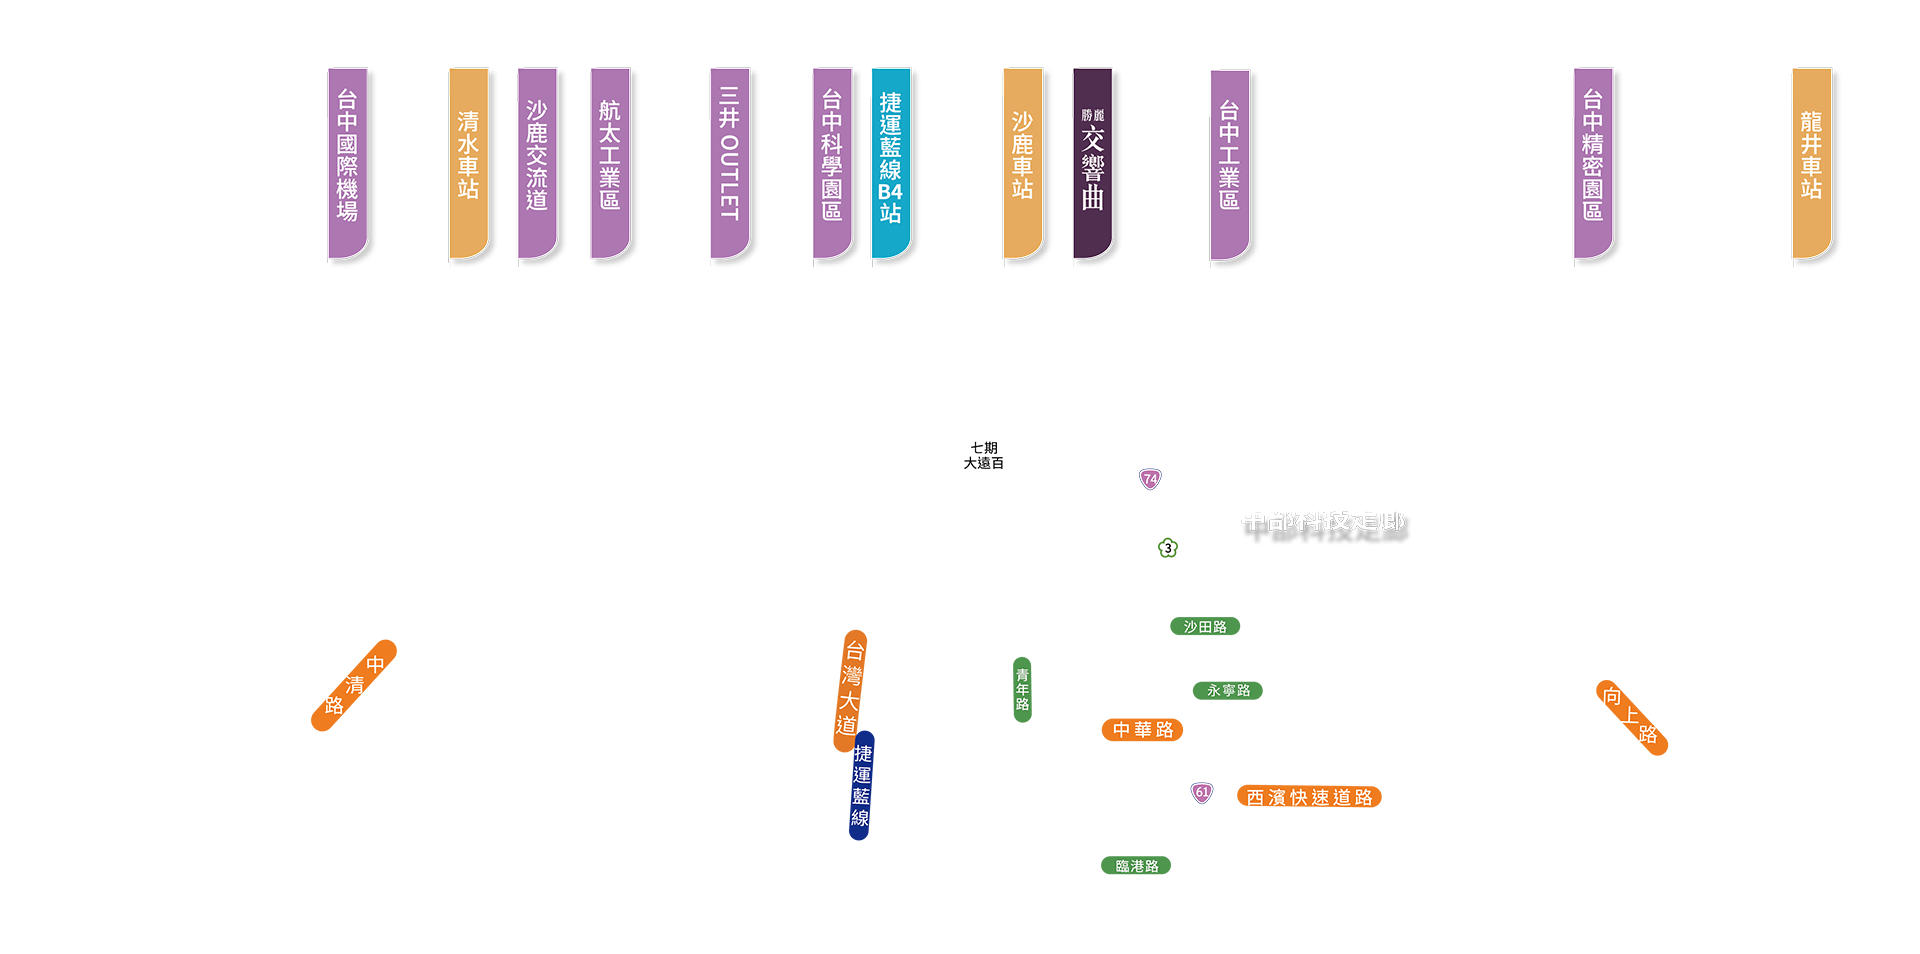 台中國際機場
清水車站
沙鹿交流道
航太工業區
三井 OUTLET
台中科學園區
捷運藍線B4站
沙鹿車站
勝麗
交響曲
台中工業區
台中精密園區
龍井車站
七期
大遠百
74
中部科技走廊
3
沙田路
中清路
台灣大道
青年路
永寧路
向上路
中華路
捷運藍線
61
西濱快速道路
臨港路